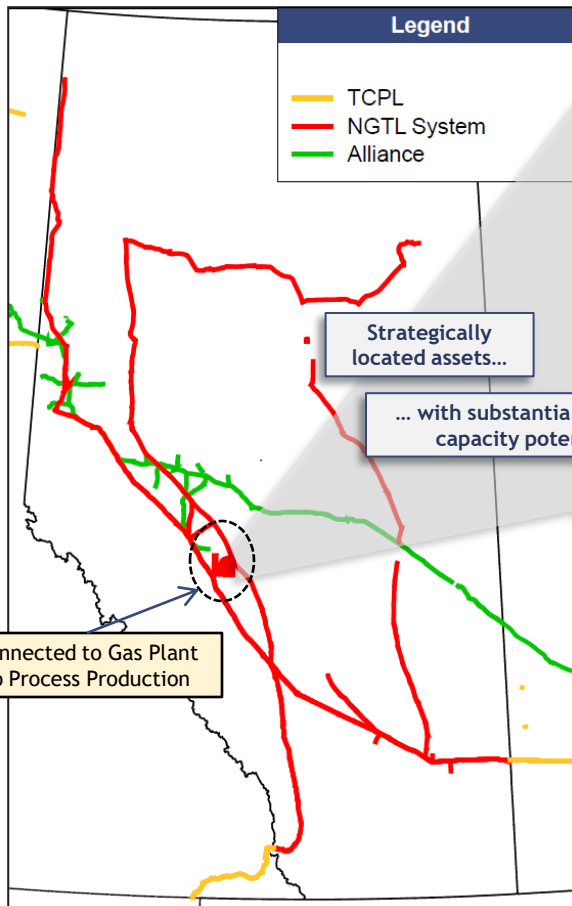 Legend
TCPL
NGTL System
Alliance
Strategically
located assets…
… with substantia
capacity poten
nnected to Gas Plant
o Process Production